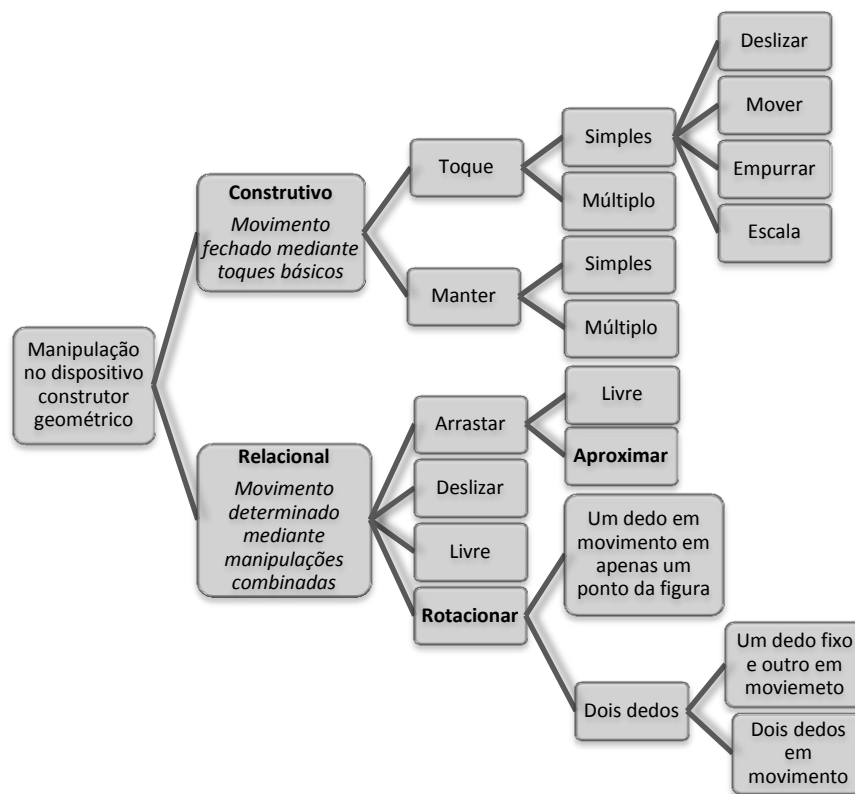 Manipulação
no dispositivo
construtor
geométrico
Construtivo
Movimento
fechado mediante
toques básicos
Toque
Simples
Deslizar
Mover
Empurrar
Escala
Múltiplo
Manter
Simples
Múltiplo
Relacional
Movimento
determinado
mediante
manipulações
combinadas
Arrastar
Livre
Aproximar
Deslizar
Livre
Rotacionar
Um dedo em
movimento em
apenas um
ponto da figura
Dois dedos
Um dedo fixo
e outro em
moviemeto
Dois dedos
em
movimento